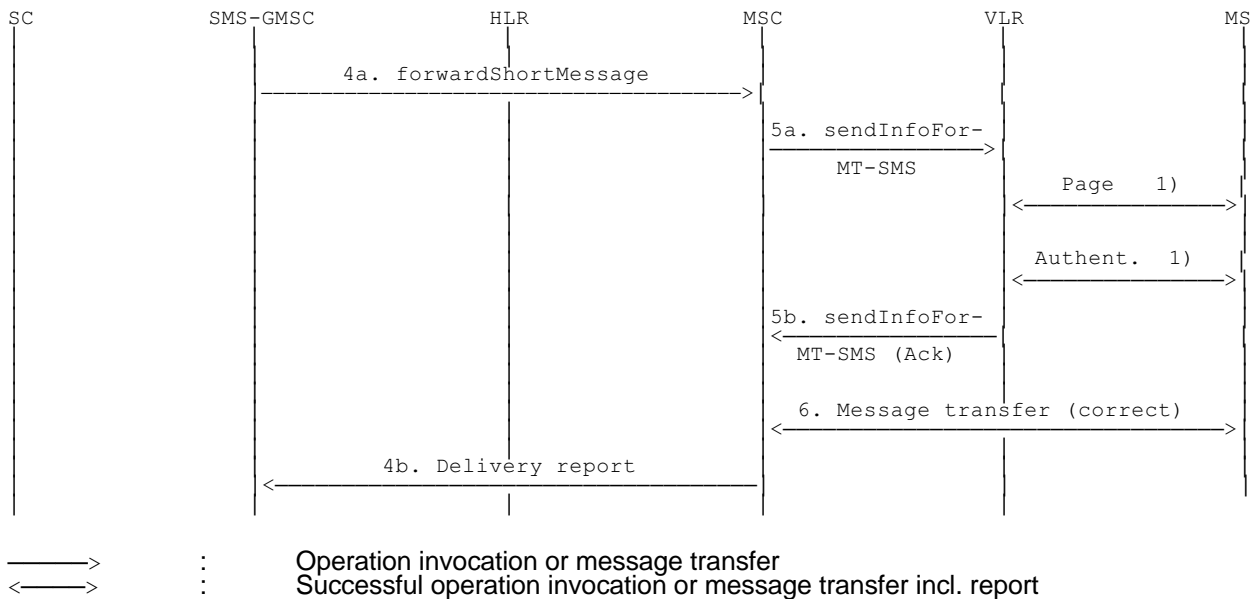 SC SMS-GMSC HLR MSC VLR MS
4a. forwardShortMessage
5a. sendInfoFor-
MT-SMS
Page 1)
Authent. 1)
5b. sendInfoFor-
MT-SMS (Ack)
6. Message transfer (correct)
4b. Delivery report
: Operation invocation or message transfer
: Successful operation invocation or message transfer incl. report